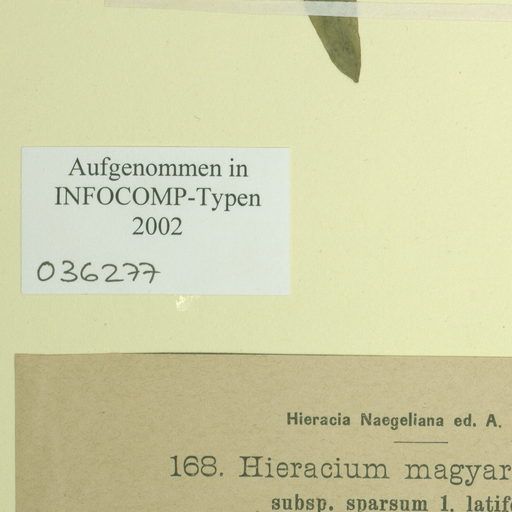 Aufgenommen in
INFOCOMP-Typen
2002
036277
Hieracia Naegeliana ed. A.
168. Hieracium magyar
subsp. sparsum 1. latif